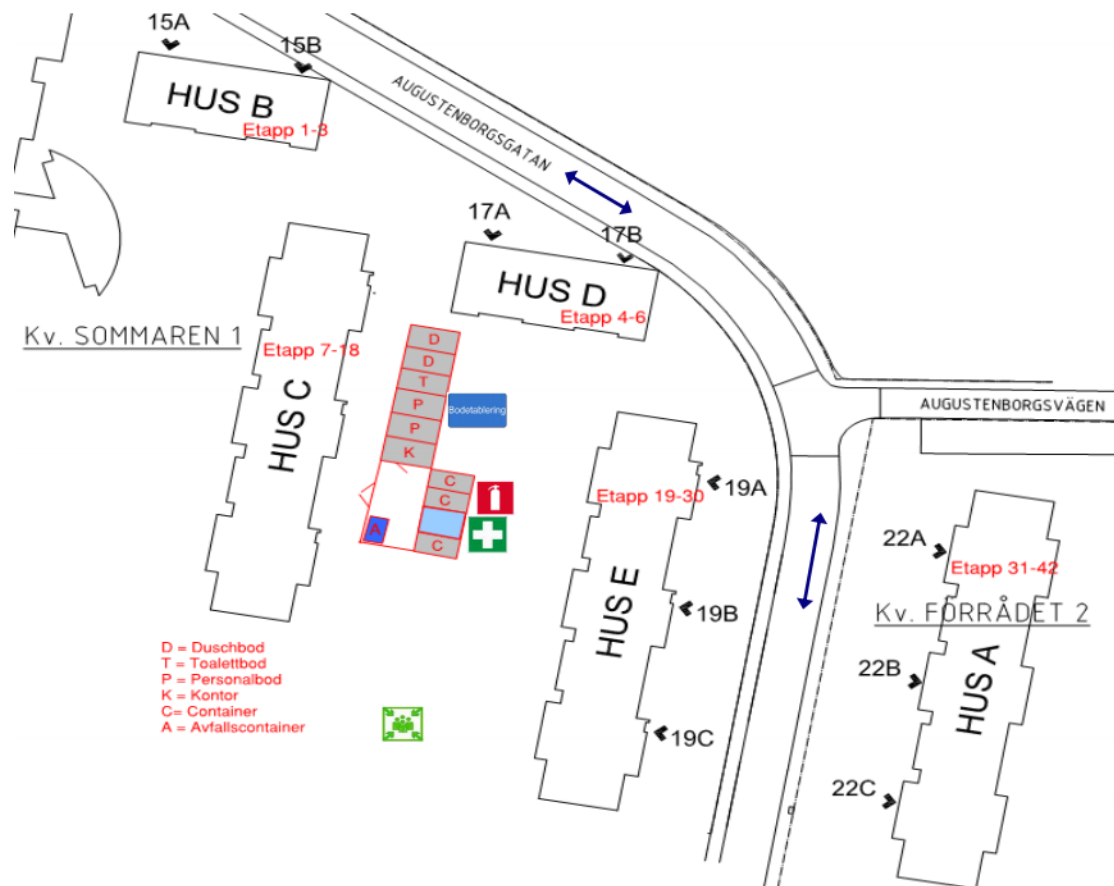 15A
15B
HUS B
Etapp 1-3
AUGUSTENBORGSGATAN
17A
17B
HUS D
Etapp 4-6
Kv. SOMMAREN 1
Etapp 7-18
HUS C
D
D
T
P
P
K
Bodetablering
C
C
A
C
AUGUSTENBORGSVÄGEN
Etapp 19-30
19A
HUS E
19B
19C
22A
Etapp 31-42
Kv. FÖRRÅDET 2
22B
HUS A
22C
D = Duschbod
T = Toalettbod
P = Personalbod
K = Kontor
C= Container
A = Avfallscontainer